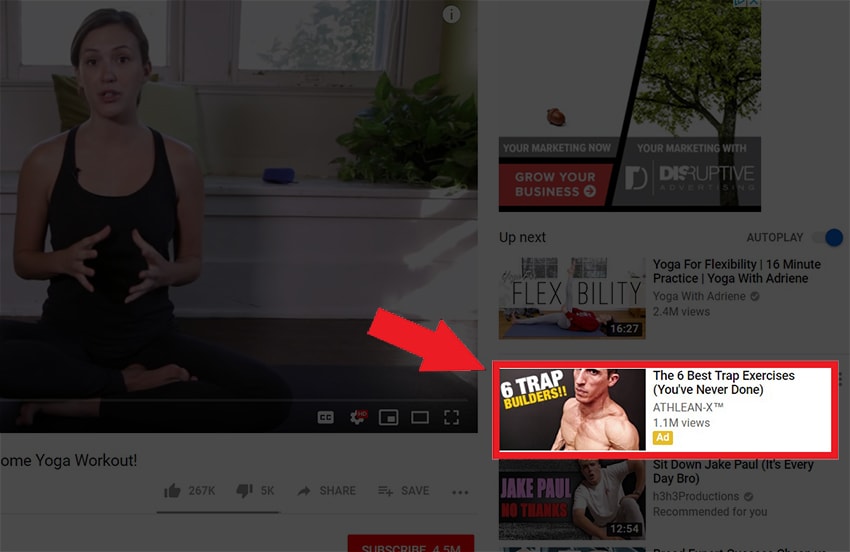 i
YOUR MARKETING NOW
YOUR MARKETING WITH
GROW YOUR
BUSINESS
D
DISRUPTIVE
ADVERTISING
Up next
AUTOPLAY
FLEXIBILITY
16:27
Yoga For Flexibility | 16 Minute
Practice | Yoga With Adriene
Yoga With Adriene
2.4M views
6 TRAP
BUILDERS!!
The 6 Best Trap Exercises
(You've Never Done)
ATHLEAN-X™
1.1M views
Ad
CC
HD
ome Yoga Workout!
267K
5K
SHARE
SAVE
JAKE PAUL
NO THANKS
12:54
Sit Down Jake Paul (It's Every
Day Bro)
h3h3Productions
Recommended for you
SUBSCRIBE 4.5M